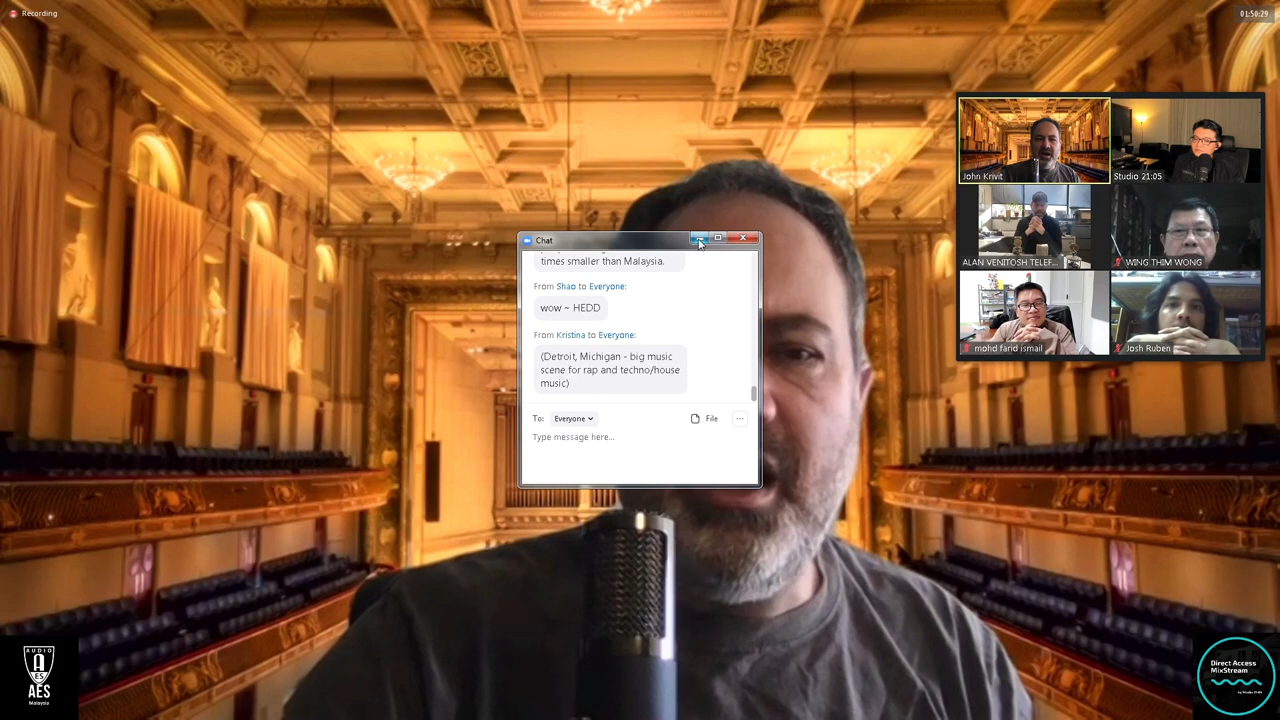 Recording
01:50:29
John Krivit
Studio 21:05
ALAN VENITOSH TELEF...
WING THIM WONG
mohd farid ismail
Josh Ruben
Chat
times smaller than Malaysia.
From Shao to Everyone:
wow ~ HEDD
From Kristina to Everyone:
(Detroit, Michigan - big music
scene for rap and techno/house
music)
To: Everyone
File
Type message here...
AUDIO
AES
AES
Malaysia
Direct Access
MixStream